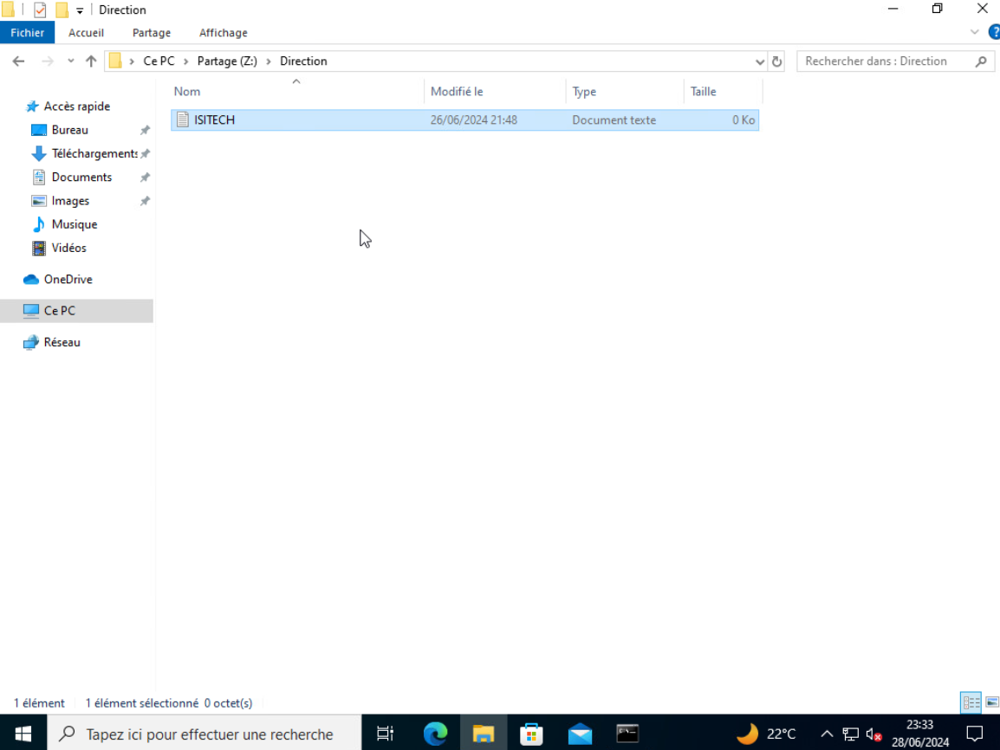 Direction
Fichier Accueil Partage Affichage
Ce PC Partage (Z:) Direction
Rechercher dans : Direction
Nom Modifié le Type Taille
ISITECH 26/06/2024 21:48 Document texte 0 Ko
Accès rapide
Bureau
Téléchargements
Documents
Images
Musique
Vidéos
OneDrive
Ce PC
Réseau
1 élément 1 élément sélectionné 0 octet(s)
Tapez ici pour effectuer une recherche
22°C
23:33
28/06/2024